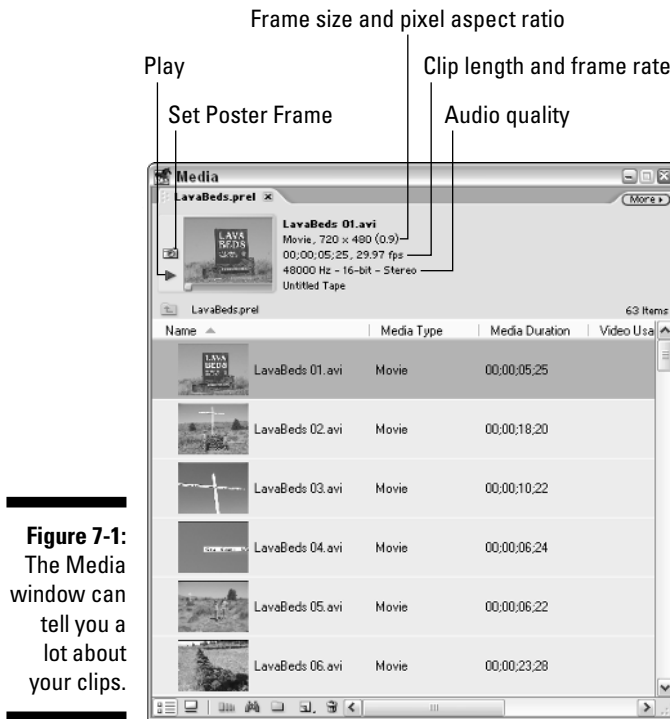 Frame size and pixel aspect ratio
Play
Clip length and frame rate
Set Poster Frame
Audio quality
Media
LavaBeds.prel
More
LAVA
BEDS
LavaBeds 01.avi
Movie, 720 x 480 (0.9)
00;00;05;25, 29.97 fps
48000 Hz - 16-bit - Stereo
Untitled Tape
LavaBeds.prel
63 Items
Name
Media Type
Media Duration
Video Usa
LAVA
BEDS
LavaBeds 01.avi
Movie
00;00;05;25
LavaBeds 02.avi
Movie
00;00;18;20
LavaBeds 03.avi
Movie
00;00;10;22
LavaBeds 04.avi
Movie
00;00;06;24
LavaBeds 05.avi
Movie
00;00;06;22
LavaBeds 06.avi
Movie
00;00;23;28
Figure 7-1:
The Media
window can
tell you a
lot about
your clips.